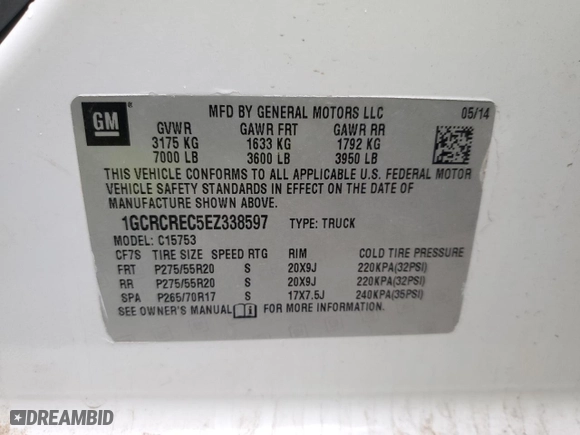 GM
MFD BY GENERAL MOTORS LLC 05/14
GVWR GAWR FRT GAWR RR
3175 KG 1633 KG 1792 KG
7000 LB 3600 LB 3950 LB
THIS VEHICLE CONFORMS TO ALL APPLICABLE U.S. FEDERAL MOTOR
VEHICLE SAFETY STANDARDS IN EFFECT ON THE DATE OF
MANUFACTURE SHOWN ABOVE.
1GCRCREC5EZ338597 TYPE: TRUCK
MODEL: C15753
CF7S TIRE SIZE SPEED RTG RIM COLD TIRE PRESSURE
FRT P275/55R20 S 20X9J 220KPA(32PSI)
RR P275/55R20 S 20X9J 220KPA(32PSI)
SPA P265/70R17 S 17X7.5J 240KPA(35PSI)
SEE OWNER'S MANUAL FOR MORE INFORMATION.
DREAMBID